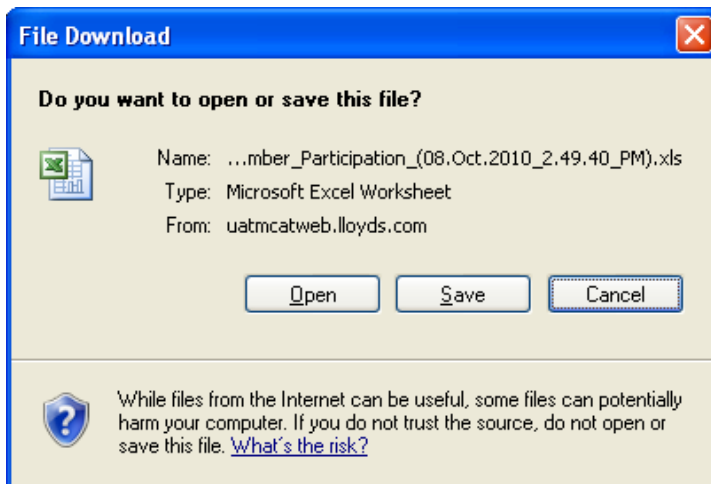 File Download
Do you want to open or save this file?
Name: ...mber_Participation_(08.Oct.2010_2.49.40_PM).xls
Type: Microsoft Excel Worksheet
From: uatmcatweb.lloyds.com
Open Save Cancel
While files from the Internet can be useful, some files can potentially
harm your computer. If you do not trust the source, do not open or
save this file. What's the risk?